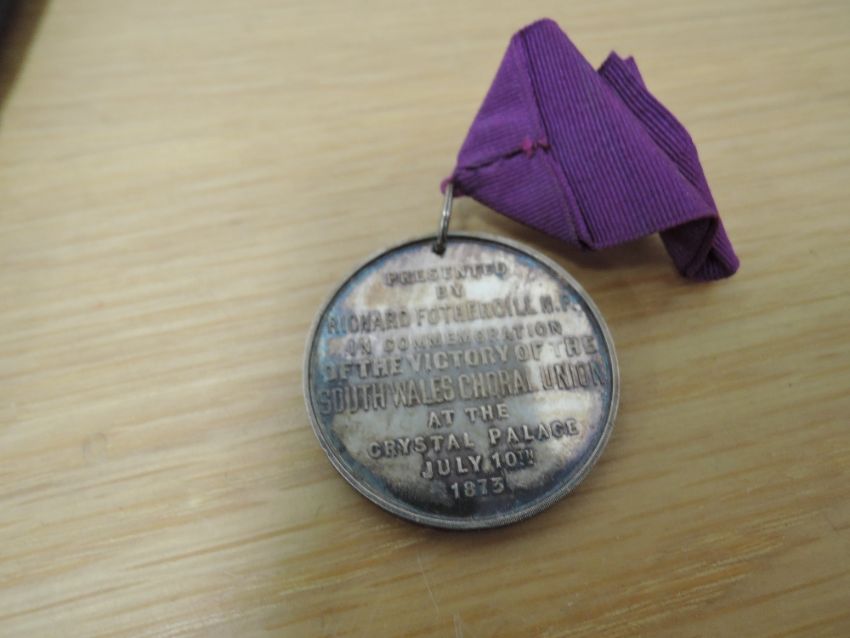 PRESENTED
BY
RICHARD FOTHERGILL M.P.
IN COMMEMORATION
OF THE VICTORY OF THE
SOUTH WALES CHORAL UNION
AT THE
CRYSTAL PALACE
JULY 10TH
1873